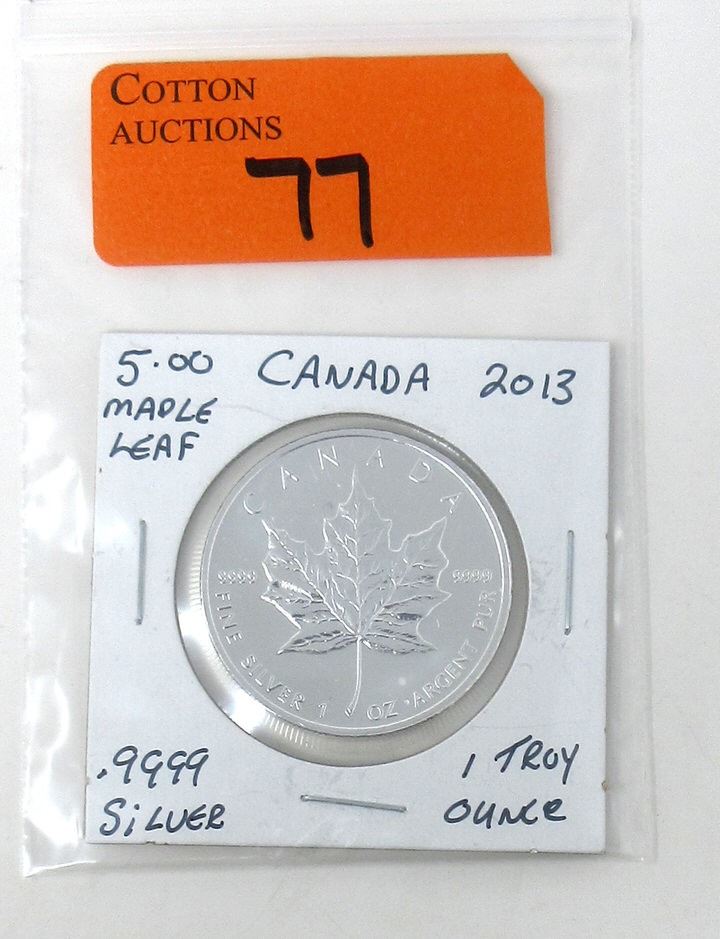 COTTON
AUCTIONS
77
5.00 CANADA 2013
MAPLE
LEAF
CANADA
9999 9999
FINE SILVER 1 OZ · ARGENT PUR
.9999 1 TROY
SiLVER OUNCE